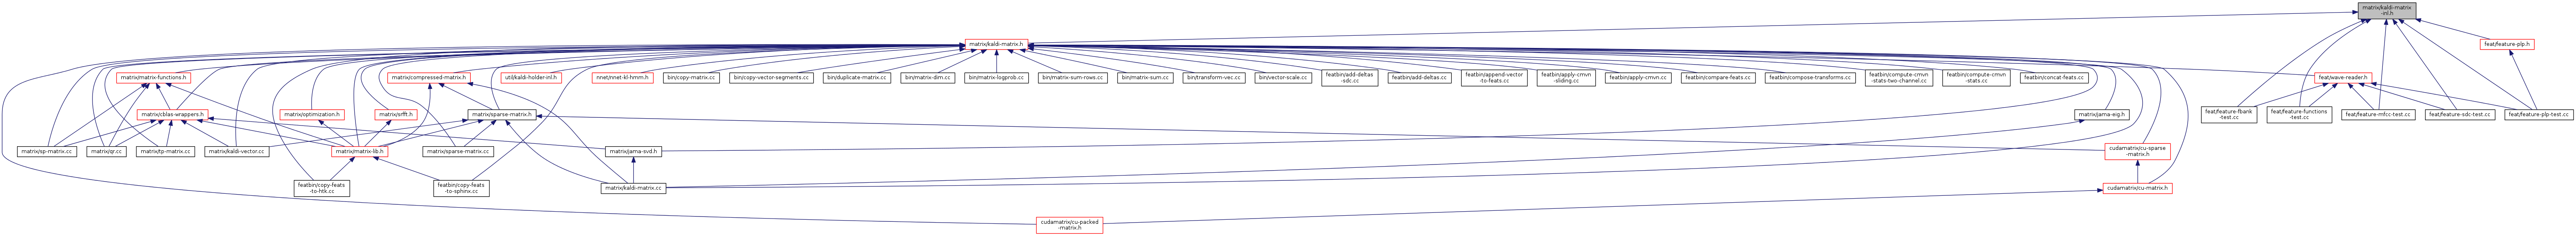 matrix/kaldi-matrix
-inl.h
matrix/kaldi-matrix.h
feat/feature-plp.h
matrix/matrix-functions.h
matrix/compressed-matrix.h
util/kaldi-holder-inl.h
nnet/nnet-kl-hmm.h
bin/copy-matrix.cc
bin/copy-vector-segments.cc
bin/duplicate-matrix.cc
bin/matrix-dim.cc
bin/matrix-logprob.cc
bin/matrix-sum-rows.cc
bin/matrix-sum.cc
bin/transform-vec.cc
bin/vector-scale.cc
featbin/add-deltas
-sdc.cc
featbin/add-deltas.cc
featbin/append-vector
-to-feats.cc
featbin/apply-cmvn
-sliding.cc
featbin/apply-cmvn.cc
featbin/compare-feats.cc
featbin/compose-transforms.cc
featbin/compute-cmvn
-stats-two-channel.cc
featbin/compute-cmvn
-stats.cc
featbin/concat-feats.cc
feat/wave-reader.h
matrix/cblas-wrappers.h
matrix/optimization.h
matrix/srfft.h
matrix/sparse-matrix.h
matrix/jama-eig.h
feat/feature-fbank
-test.cc
feat/feature-functions
-test.cc
feat/feature-mfcc-test.cc
feat/feature-sdc-test.cc
feat/feature-plp-test.cc
matrix/sp-matrix.cc
matrix/qr.cc
matrix/tp-matrix.cc
matrix/kaldi-vector.cc
matrix/matrix-lib.h
matrix/sparse-matrix.cc
matrix/jama-svd.h
cudamatrix/cu-sparse
-matrix.h
featbin/copy-feats
-to-htk.cc
featbin/copy-feats
-to-sphinx.cc
matrix/kaldi-matrix.cc
cudamatrix/cu-matrix.h
cudamatrix/cu-packed
-matrix.h